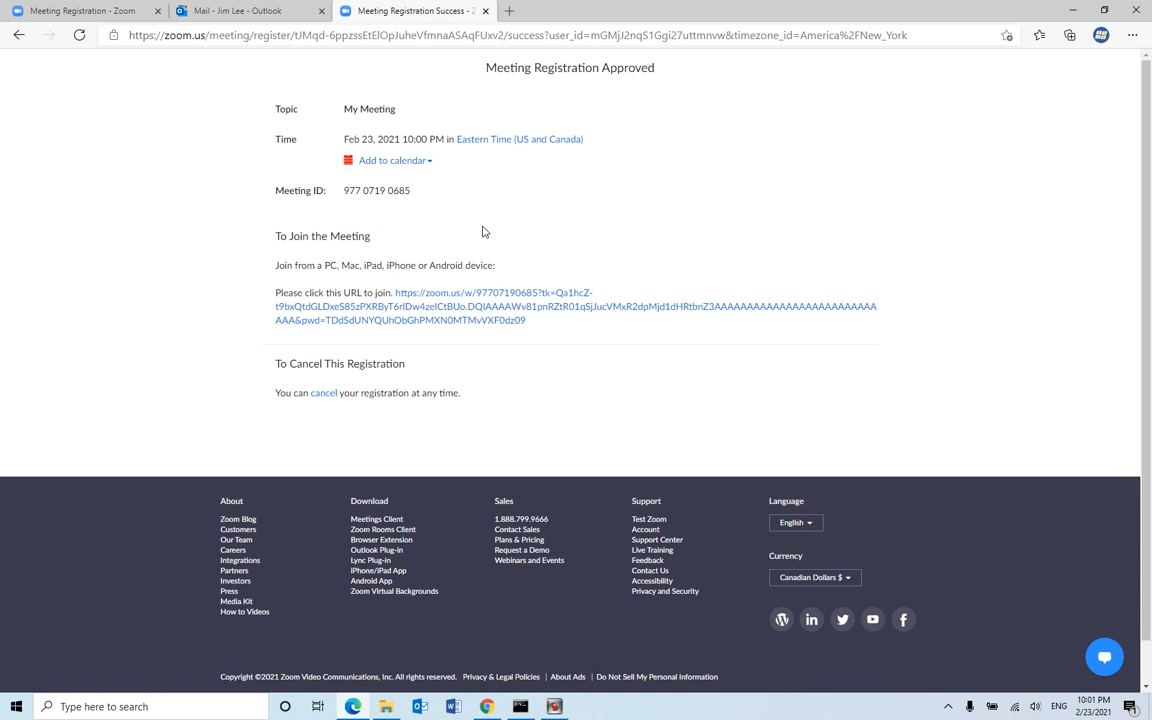 Meeting Registration - Zoom
Mail - Jim Lee - Outlook
Meeting Registration Success - Z
https://zoom.us/meeting/register/tJMqd-6ppzssEtElOpJuheVfmnaASAqFUxv2/success?user_id=mGMjJ2nqS1Ggi27uttmnvw&timezone_id=America%2FNew_York
Meeting Registration Approved
Topic My Meeting
Time Feb 23, 2021 10:00 PM in Eastern Time (US and Canada)
Add to calendar
Meeting ID: 977 0719 0685
To Join the Meeting
Join from a PC, Mac, iPad, iPhone or Android device:
Please click this URL to join. https://zoom.us/w/97707190685?tk=Qa1hcZ-
t9bxQtdGLDxeS85zPXRByT6rlDw4zeICtBUo.DQIAAAAWv81pnRZtR01qSjJucVMxR2dpMjd1dHRtbnZ3AAAAAAAAAAAAAAAAAAAAAAAAA
AAA&pwd=TDdSdUNYQUhObGhPMXN0MTMvVXF0dz09
To Cancel This Registration
You can cancel your registration at any time.
About
Zoom Blog
Customers
Our Team
Careers
Integrations
Partners
Investors
Press
Media Kit
How to Videos
Download
Meetings Client
Zoom Rooms Client
Browser Extension
Outlook Plug-in
Lync Plug-in
iPhone/iPad App
Android App
Zoom Virtual Backgrounds
Sales
1.888.799.9666
Contact Sales
Plans & Pricing
Request a Demo
Webinars and Events
Support
Test Zoom
Account
Support Center
Live Training
Feedback
Contact Us
Accessibility
Privacy and Security
Language
English
Currency
Canadian Dollars $
Copyright ©2021 Zoom Video Communications, Inc. All rights reserved. Privacy & Legal Policies | About Ads | Do Not Sell My Personal Information
Type here to search
ENG
10:01 PM
2/23/2021